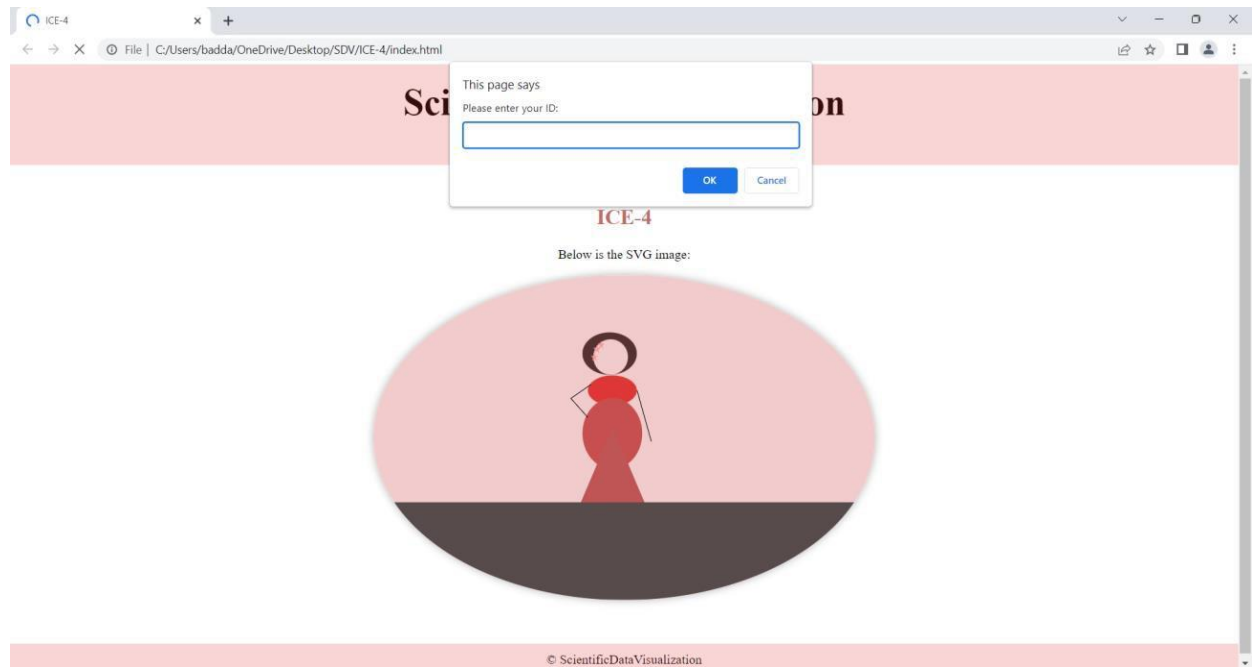 ICE-4
File | C:/Users/badda/OneDrive/Desktop/SDV/ICE-4/index.html
Sci on
This page says
Please enter your ID:
OK Cancel
ICE-4
Below is the SVG image:
© ScientificDataVisualization